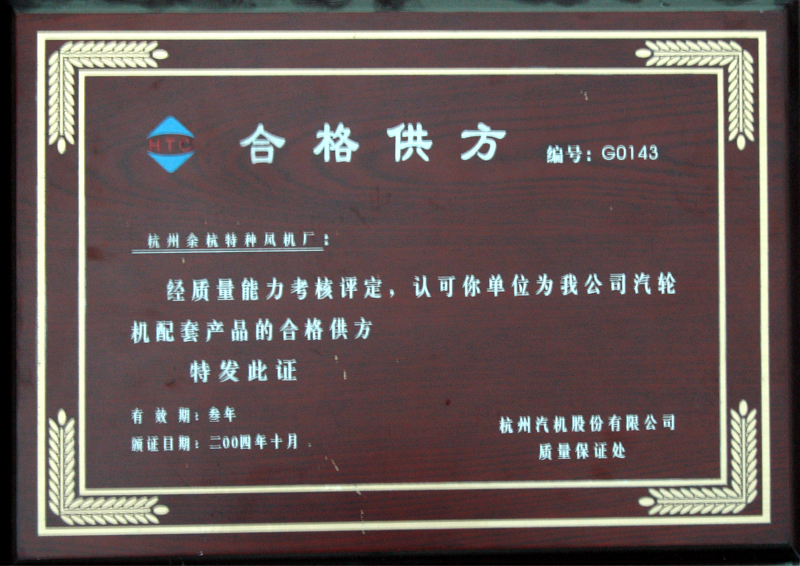 HTC
合格供方
编号：G0143
杭州余杭特种风机厂：
经质量能力考核评定，认可你单位为我公司汽轮
机配套产品的合格供方
特发此证
有效期：叁年
颁证日期：二00四年十月
杭州汽机股份有限公司
质量保证处